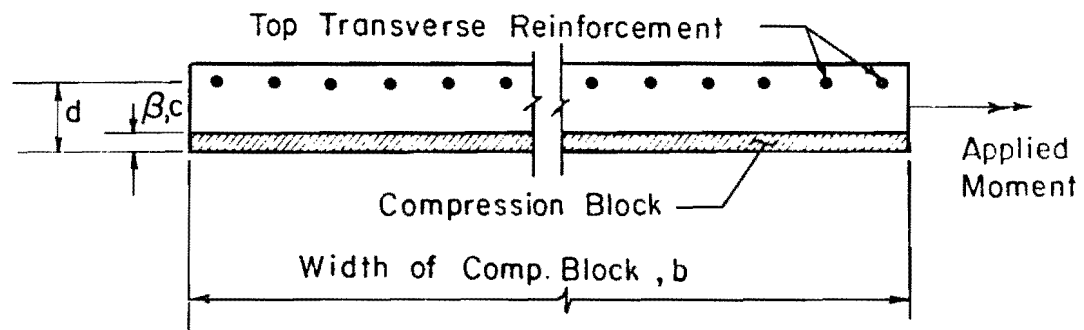 Top Transverse Reinforcement
d
β,c
Applied
Moment
Compression Block
Width of Comp. Block, b